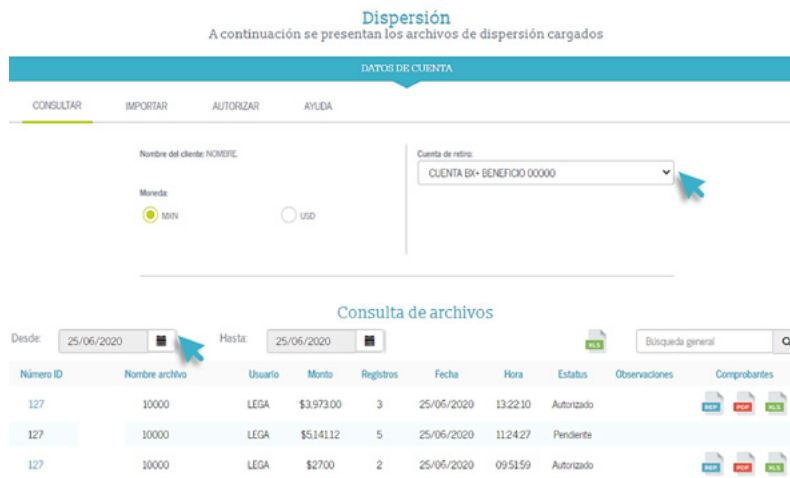 Dispersión
A continuación se presentan los archivos de dispersión cargados
DATOS DE CUENTA
CONSULTAR IMPORTAR AUTORIZAR AYUDA
Nombre del cliente: NOMBRE. Cuenta de retiro:
CUENTA BX+ BENEFICIO 00000
Moneda:
MXN USD
Consulta de archivos
Desde: 25/06/2020 Hasta: 25/06/2020 XLS Búsqueda general
Número ID Nombre archivo Usuario Monto Registros Fecha Hora Estatus Observaciones Comprobantes
127 10000 LEGA $3,973.00 3 25/06/2020 13:22:10 Autorizado REP PDF XLS
127 10000 LEGA $5,141.12 5 25/06/2020 11:24:27 Pendiente
127 10000 LEGA $27.00 2 25/06/2020 09:51:59 Autorizado REP PDF XLS